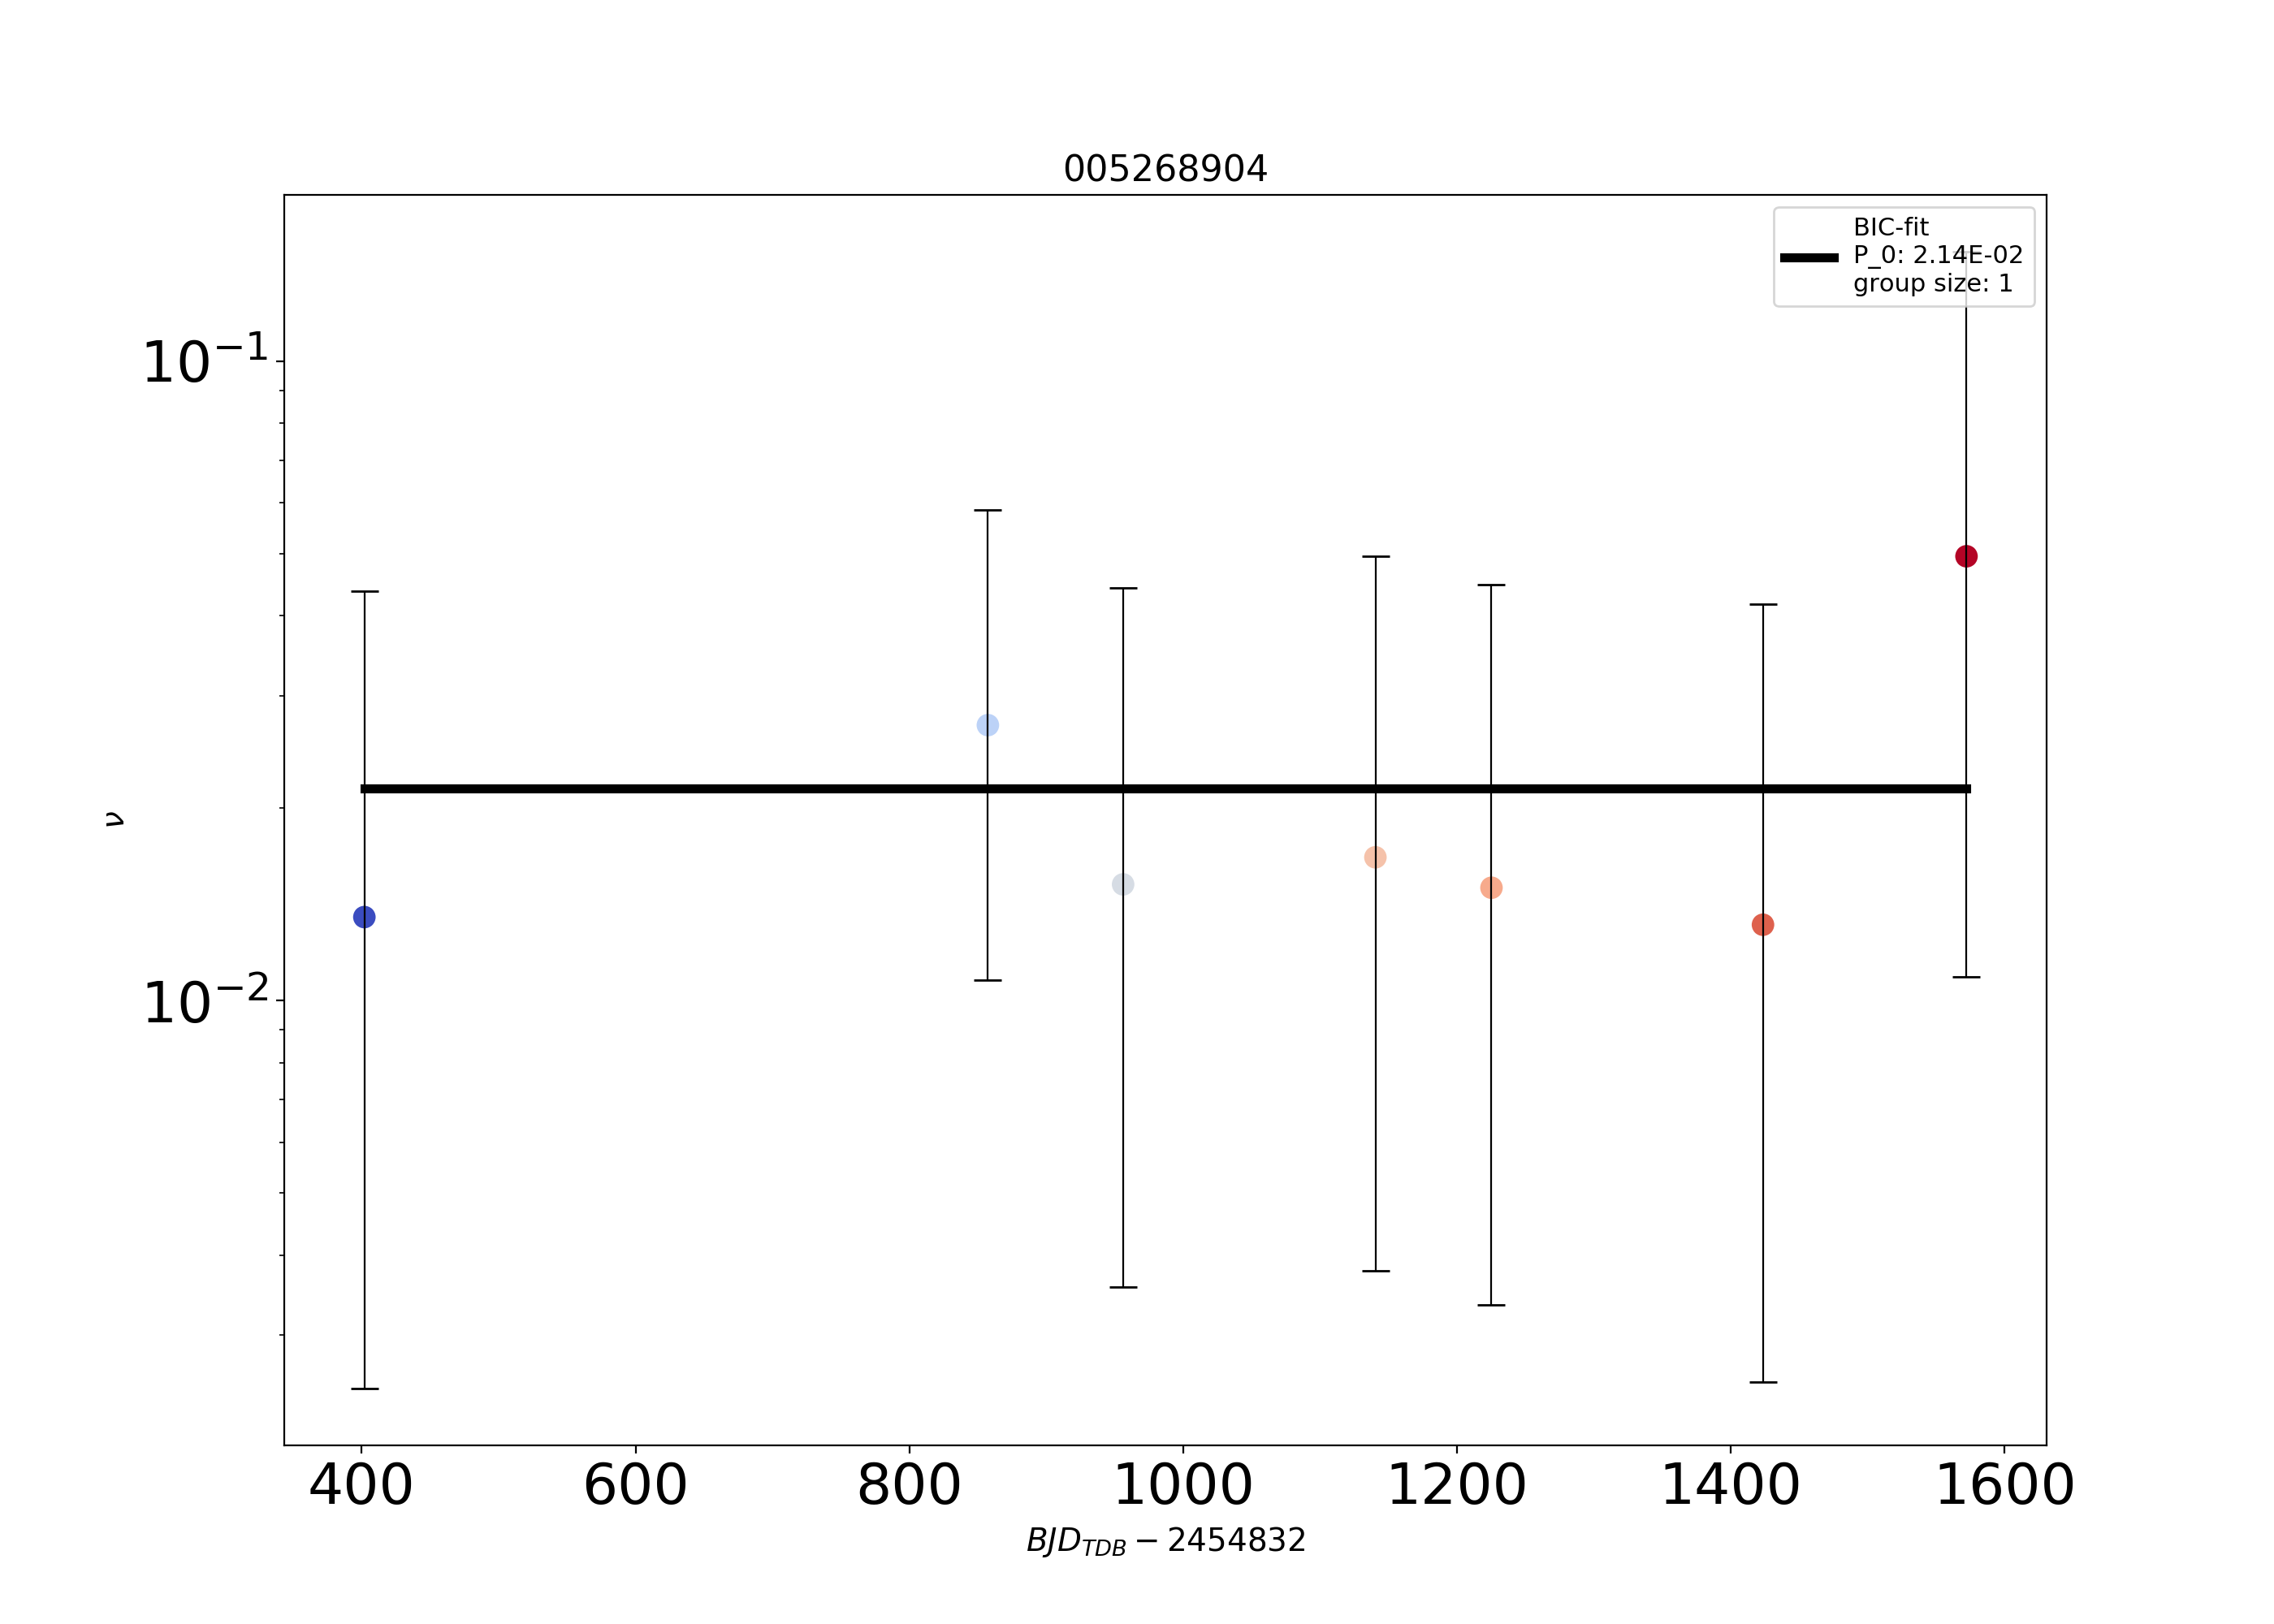 005268904
BIC-fit
P_0: 2.14E-02
group size: 1
10⁻¹
10⁻²
ν
400 600 800 1000 1200 1400 1600
BJD_TDB − 2454832